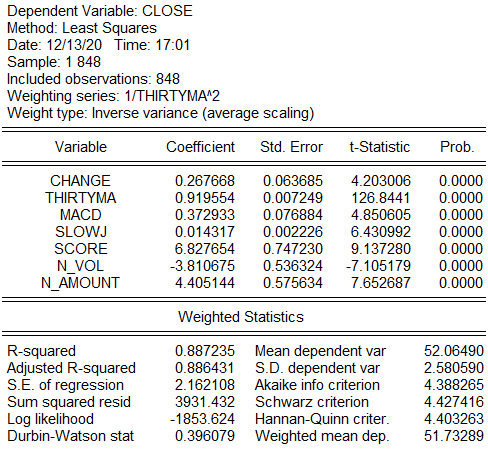 Dependent Variable: CLOSE
Method: Least Squares
Date: 12/13/20 Time: 17:01
Sample: 1 848
Included observations: 848
Weighting series: 1/THIRTYMA^2
Weight type: Inverse variance (average scaling)
Variable Coefficient Std. Error t-Statistic Prob.
CHANGE 0.267668 0.063685 4.203006 0.0000
THIRTYMA 0.919554 0.007249 126.8441 0.0000
MACD 0.372933 0.076884 4.850605 0.0000
SLOWJ 0.014317 0.002226 6.430992 0.0000
SCORE 6.827654 0.747230 9.137280 0.0000
N_VOL -3.810675 0.536324 -7.105179 0.0000
N_AMOUNT 4.405144 0.575634 7.652687 0.0000
Weighted Statistics
R-squared 0.887235 Mean dependent var 52.06490
Adjusted R-squared 0.886431 S.D. dependent var 2.580590
S.E. of regression 2.162108 Akaike info criterion 4.388265
Sum squared resid 3931.432 Schwarz criterion 4.427416
Log likelihood -1853.624 Hannan-Quinn criter. 4.403263
Durbin-Watson stat 0.396079 Weighted mean dep. 51.73289